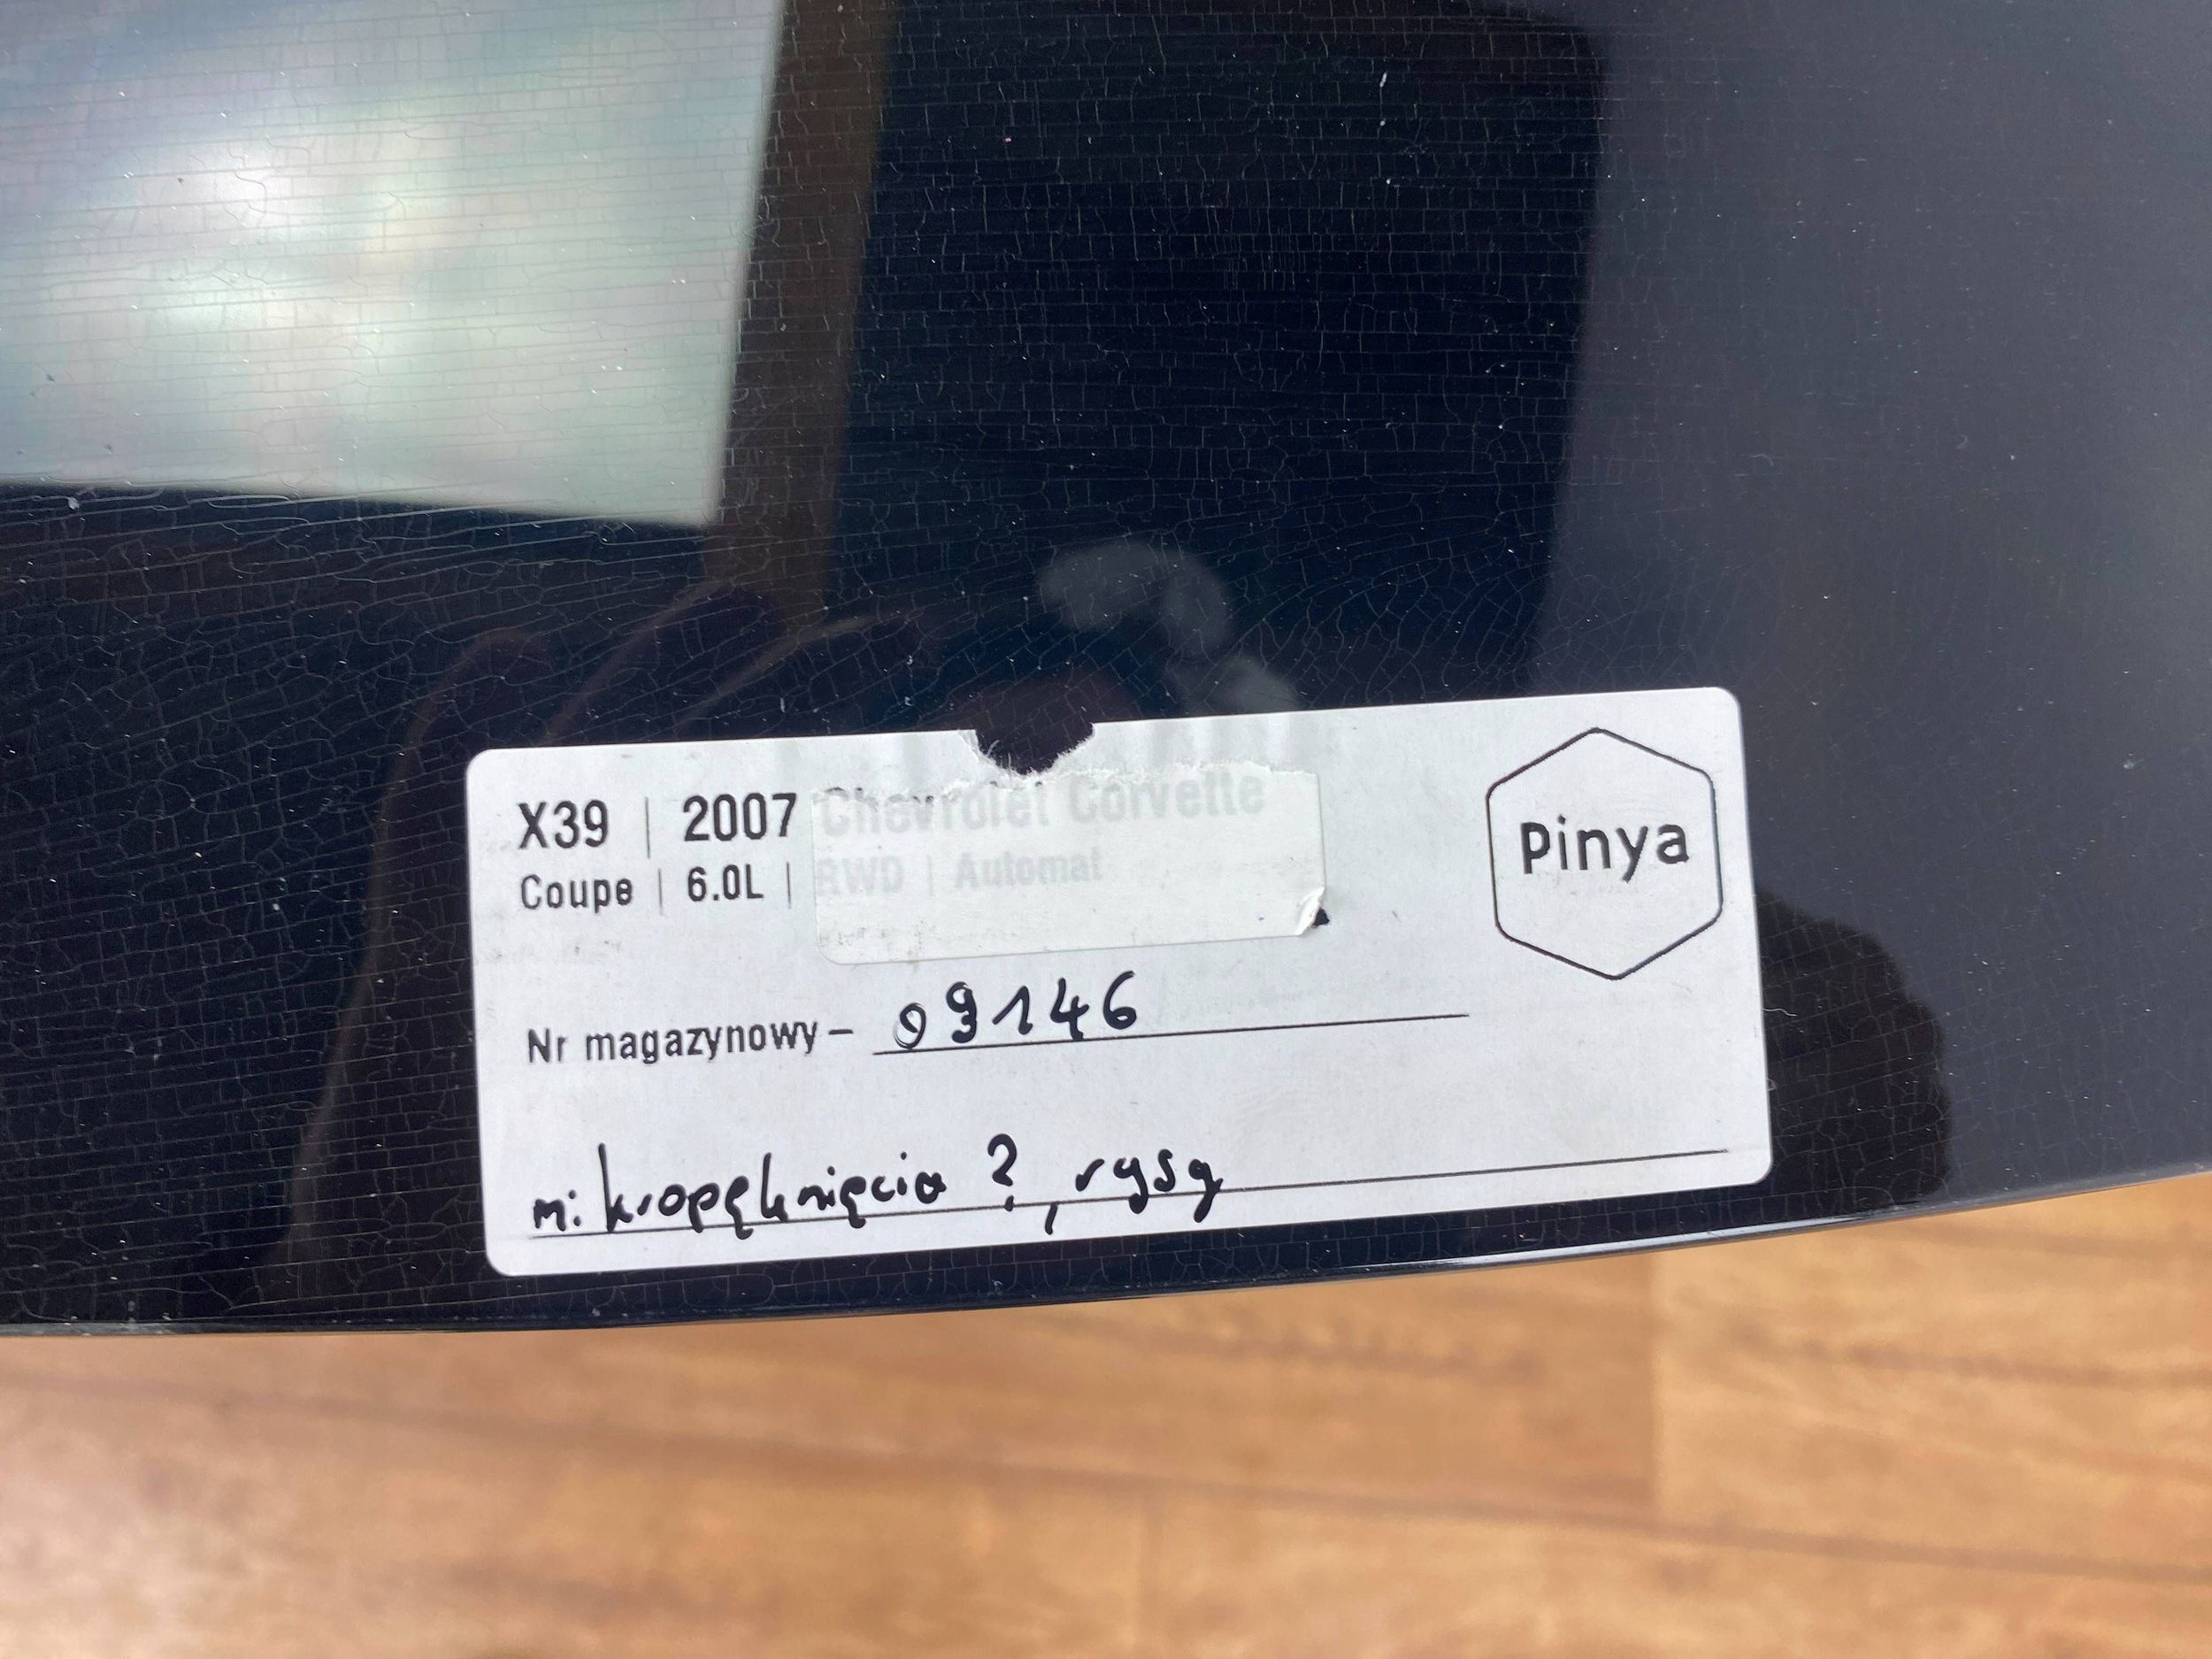 X39 | 2007 Chevrolet Corvette
Coupe | 6.0L | RWD | Automat
Pinya
Nr magazynowy – 09146
mikropęknięcia ?, rysy